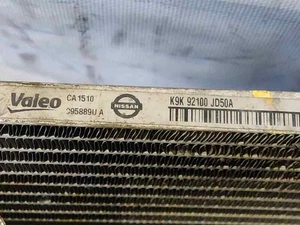 Valeo
CA 1510
C95889U A
NISSAN
K9K 92100 JD50A